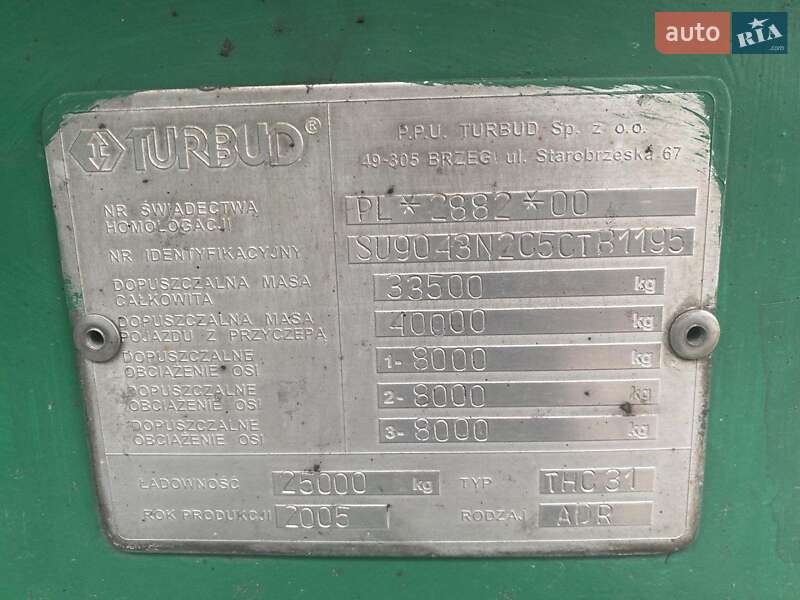 auto RIA.com
TURBUD®
P.P.U. TURBUD Sp. z o.o.
49-305 BRZEG ul. Starobrzeska 67
NR ŚWIADECTWA HOMOLOGACJI
PL*2882*00
NR IDENTYFIKACYJNY
SU9043N2C5CTB1195
DOPUSZCZALNA MASA CAŁKOWITA
33500 kg
DOPUSZCZALNA MASA POJAZDU Z PRZYCZEPĄ
40000 kg
DOPUSZCZALNE OBCIĄŻENIE OSI
1- 8000 kg
DOPUSZCZALNE OBCIĄŻENIE OSI
2- 8000 kg
DOPUSZCZALNE OBCIĄŻENIE OSI
3- 8000 kg
ŁADOWNOŚĆ 25000 kg TYP THC 31
ROK PRODUKCJI 2005 RODZAJ ADR